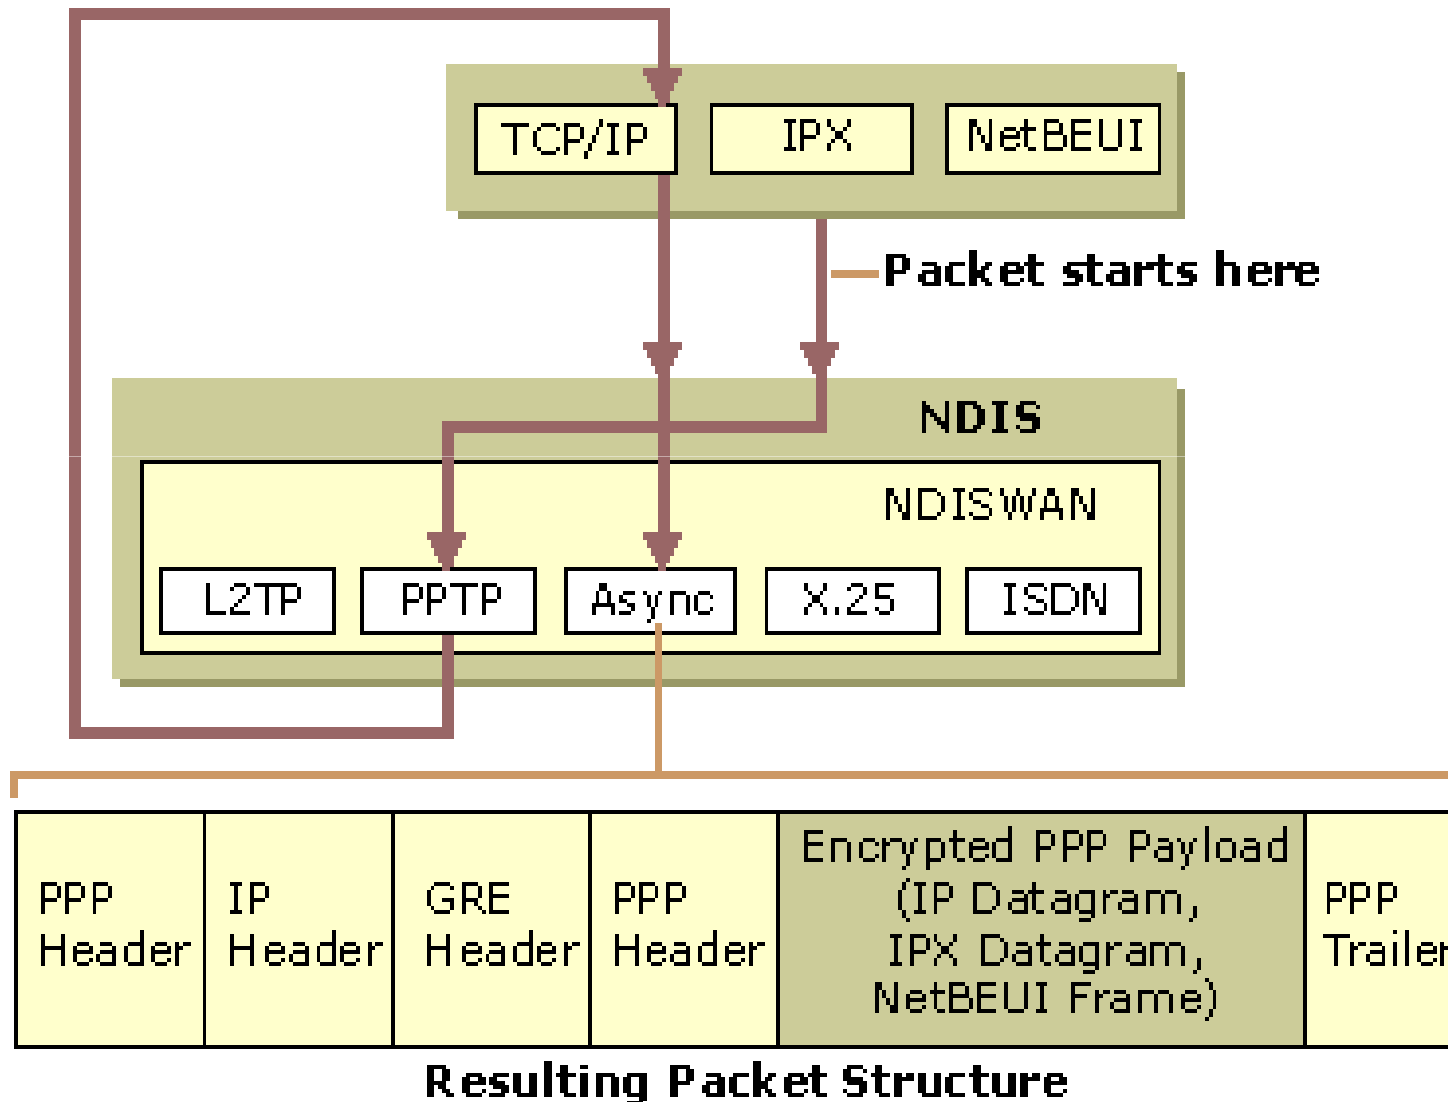 TCP/IP
IPX
NetBEUI
Packet starts here
NDIS
NDISWAN
L2TP
PPTP
Async
X.25
ISDN
PPP
Header
IP
Header
GRE
Header
PPP
Header
Encrypted PPP Payload
(IP Datagram,
IPX Datagram,
NetBEUI Frame)
PPP
Trailer
Resulting Packet Structure